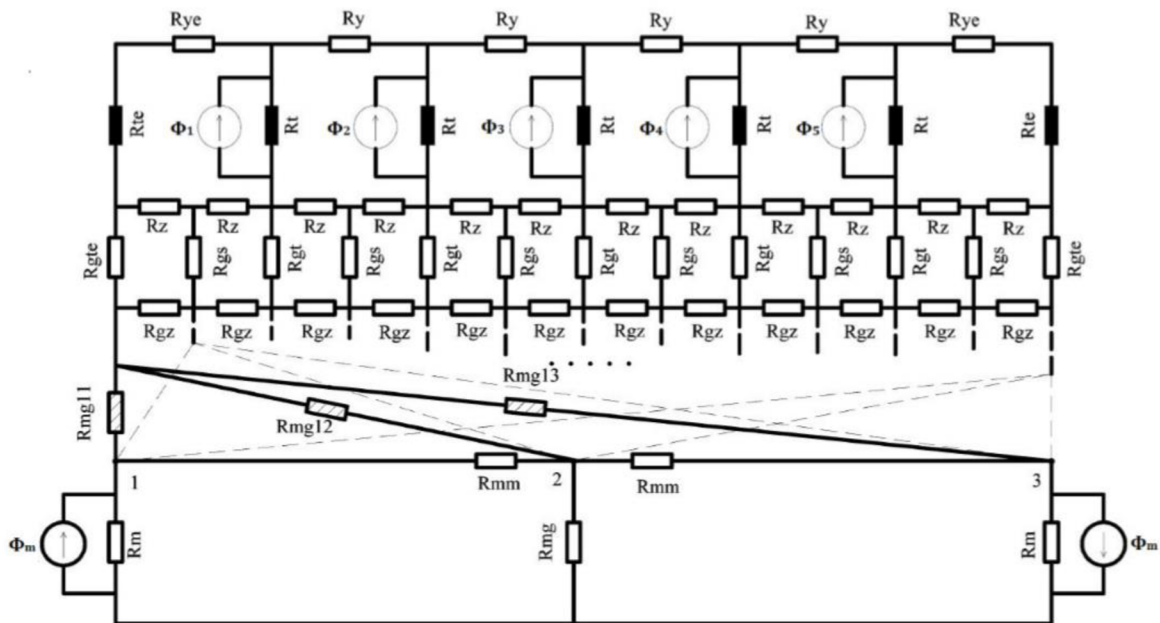 Rye Ry Ry Ry Ry Rye
Rte Φ1 Rt Φ2 Rt Φ3 Rt Φ4 Rt Φ5 Rt Rte
Rz Rz Rz Rz Rz Rz Rz Rz Rz Rz Rz Rz
Rgte Rgs Rgt Rgs Rgt Rgs Rgt Rgs Rgt Rgs Rgt Rgs Rgte
Rgz Rgz Rgz Rgz Rgz Rgz Rgz Rgz Rgz Rgz Rgz Rgz
. . . . .
Rmg13
Rmg11 Rmg12
1 Rmm 2 Rmm 3
Φm Rm Rmg Rm Φm